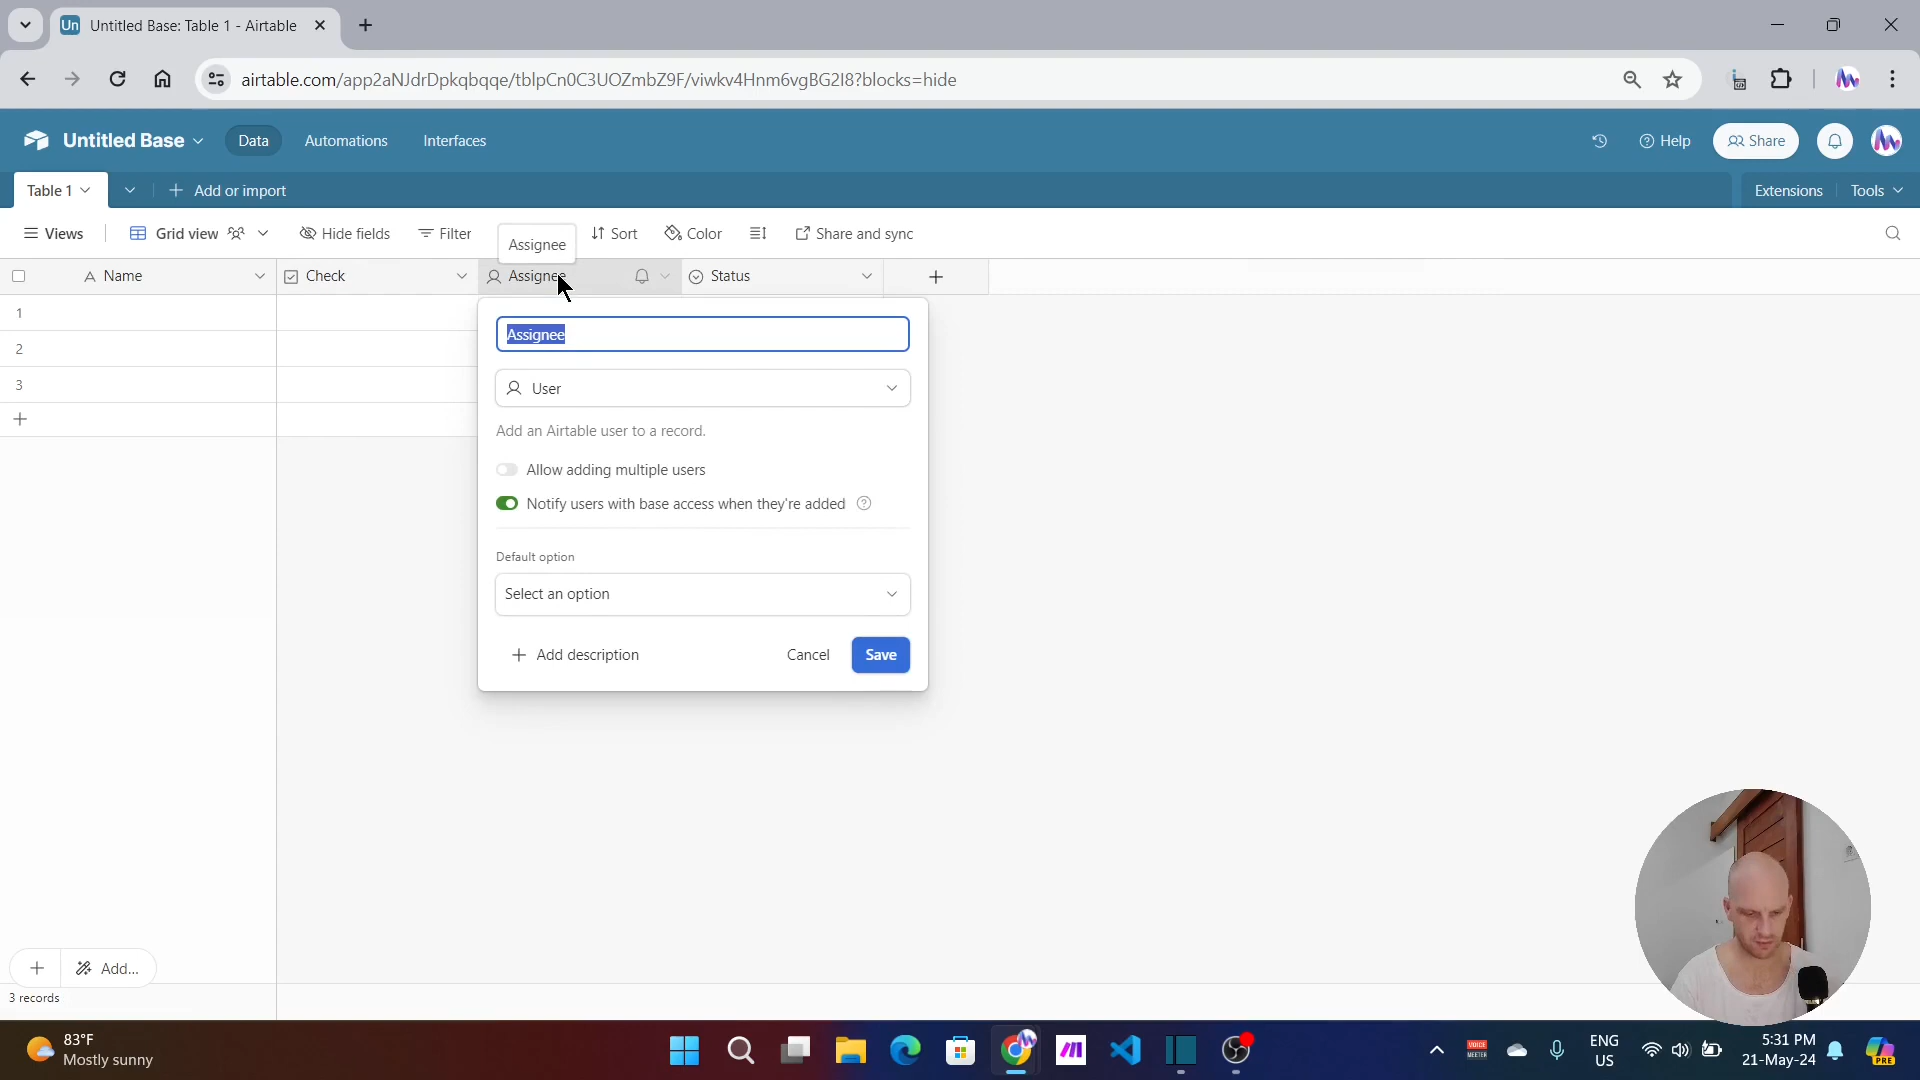 Un Untitled Base: Table 1 - Airtable
airtable.com/app2aNJdrDpkqbqqe/tblpCn0C3UOZmbZ9F/viwkv4Hnm6vgBG2I8?blocks=hide
Untitled Base Data Automations Interfaces Help Share
Table 1 Add or import Extensions Tools
Views Grid view Hide fields Filter Assignee Sort Color Share and sync
Name Check Assignee Status
1
2
3
Assignee
User
Add an Airtable user to a record.
Allow adding multiple users
Notify users with base access when they're added
Default option
Select an option
Add description Cancel Save
Add...
3 records
83°F
Mostly sunny
VOICE
MEETER
ENG
US
5:31 PM
21-May-24
PRE